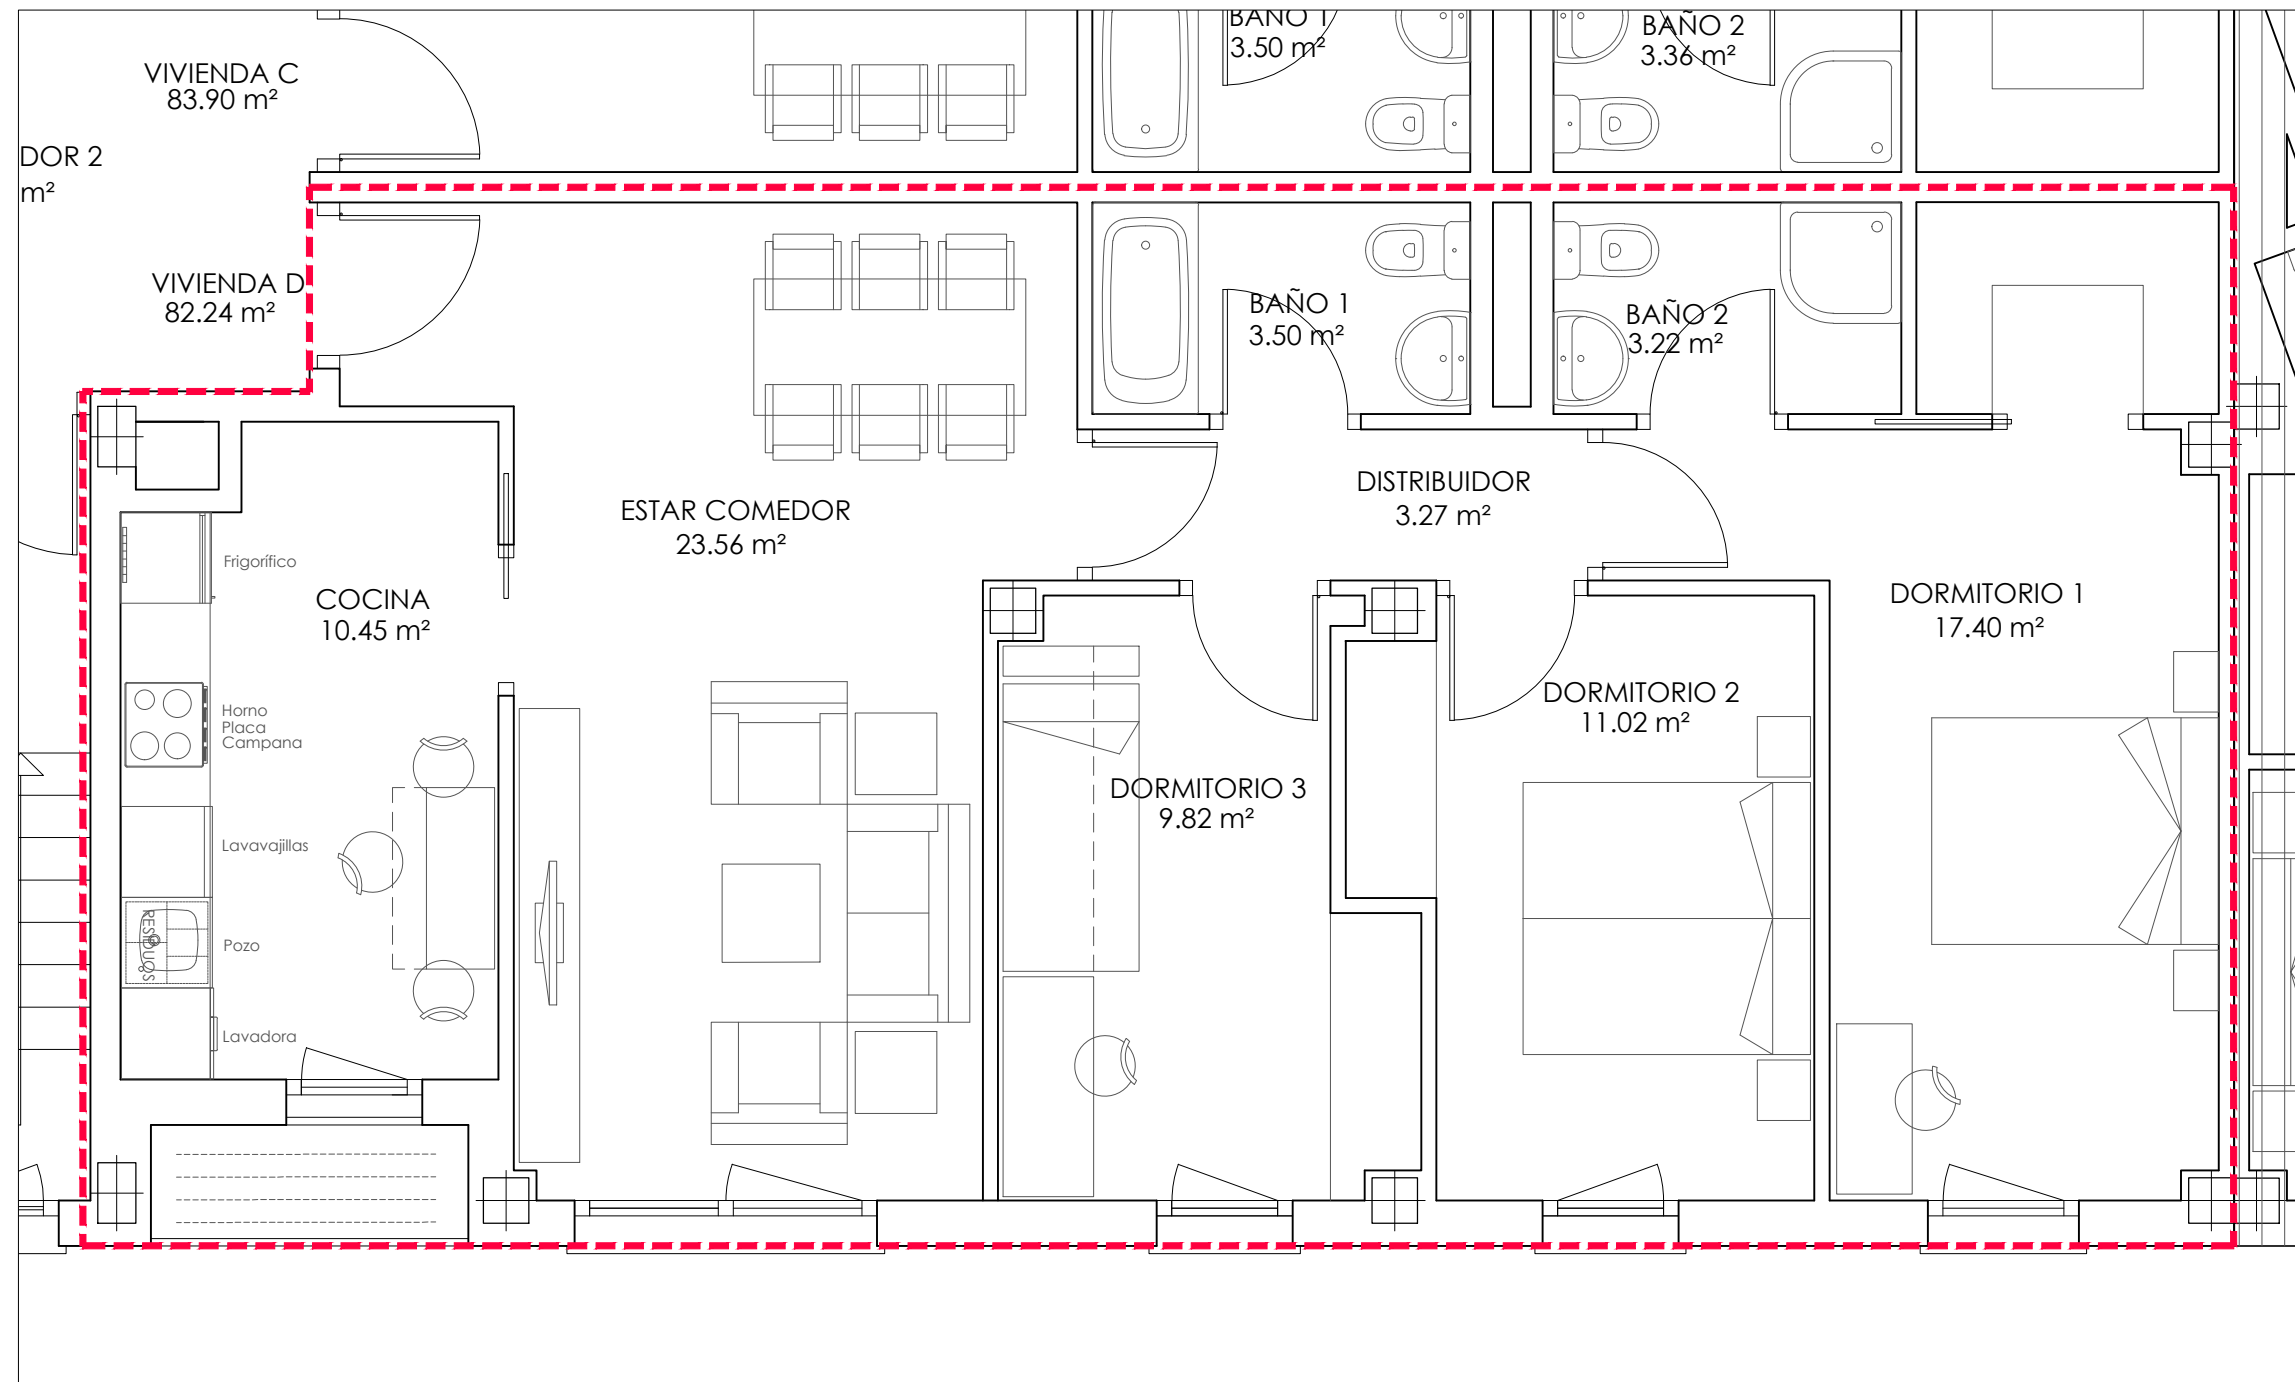 BAÑO 1
3.50 m²
BAÑO 2
3.36 m²
VIVIENDA C
83.90 m²
DOR 2
m²
VIVIENDA D
82.24 m²
BAÑO 1
3.50 m²
BAÑO 2
3.22 m²
ESTAR COMEDOR
23.56 m²
DISTRIBUIDOR
3.27 m²
COCINA
10.45 m²
DORMITORIO 1
17.40 m²
DORMITORIO 2
11.02 m²
DORMITORIO 3
9.82 m²
Frigorífico
Horno
Placa
Campana
Lavavajillas
RESIDUOS
Pozo
Lavadora